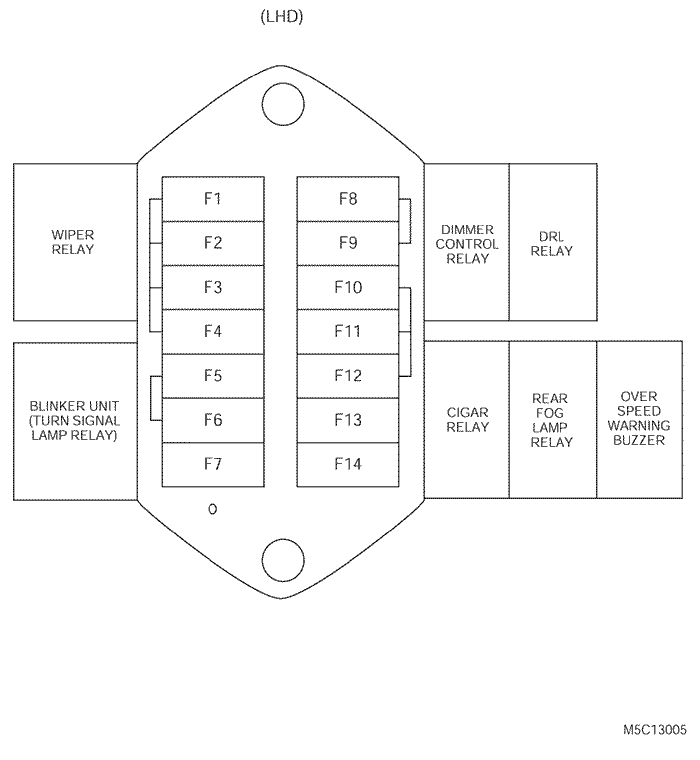 (LHD)
WIPER
RELAY
BLINKER UNIT
(TURN SIGNAL
LAMP RELAY)
F1
F2
F3
F4
F5
F6
F7
O
F8
F9
F10
F11
F12
F13
F14
DIMMER
CONTROL
RELAY
DRL
RELAY
CIGAR
RELAY
REAR
FOG
LAMP
RELAY
OVER
SPEED
WARNING
BUZZER
M5C13005